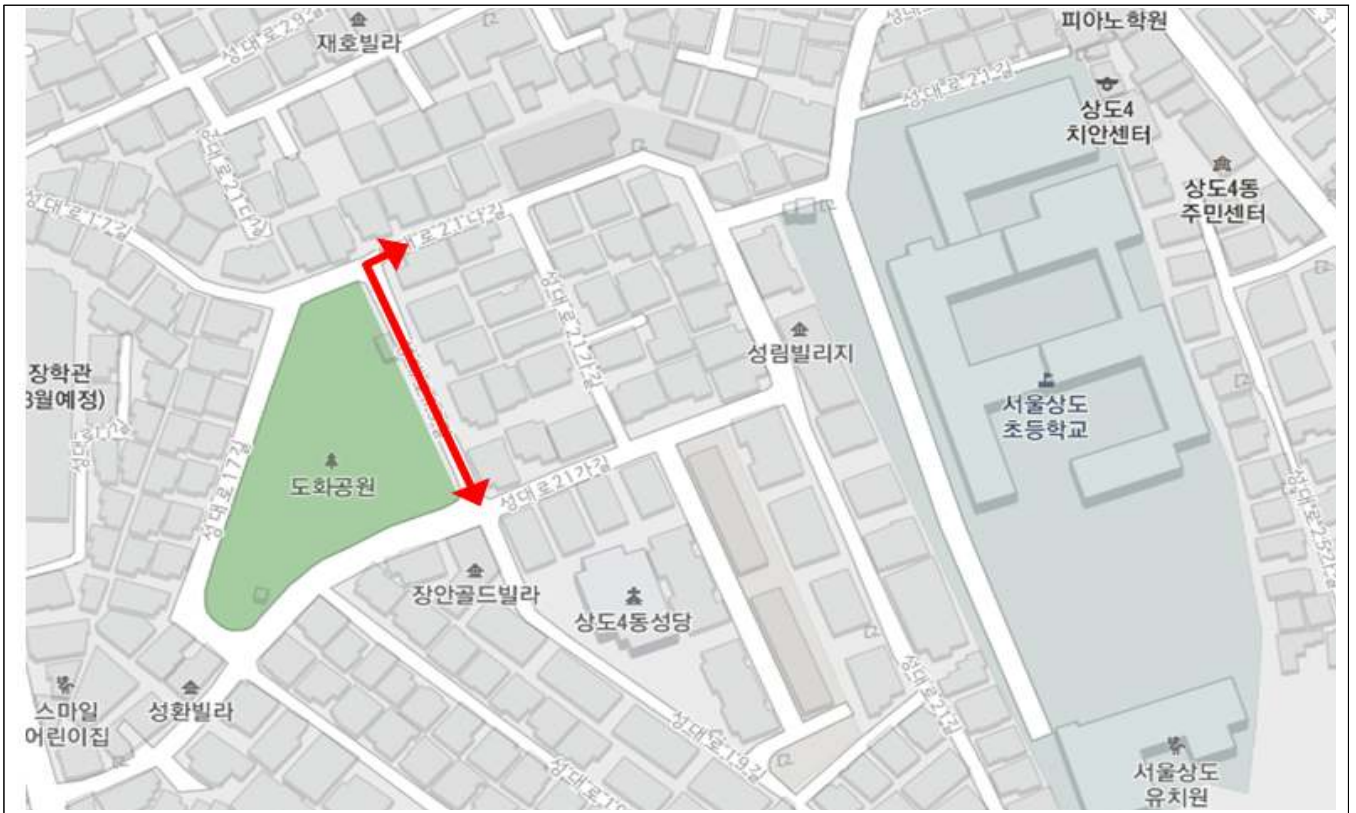 재호빌라
피아노학원
성대로29길
성대로21길
상도4
치안센터
상도4동
주민센터
성대로21다길
성대로17길
성대로21가길
성림빌리지
장학관
3월예정)
서울상도
초등학교
도화공원
성대로17길
성대로21가길
장안골드빌라
상도4동성당
성대로25가길
스마일
어린이집
성환빌라
성대로21길
성대로19길
서울상도
유치원